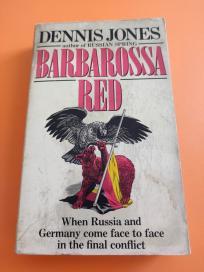 DENNIS JONES
author of RUSSIAN SPRING
BARBAROSSA
RED
When Russia and
Germany come face to face
in the final conflict